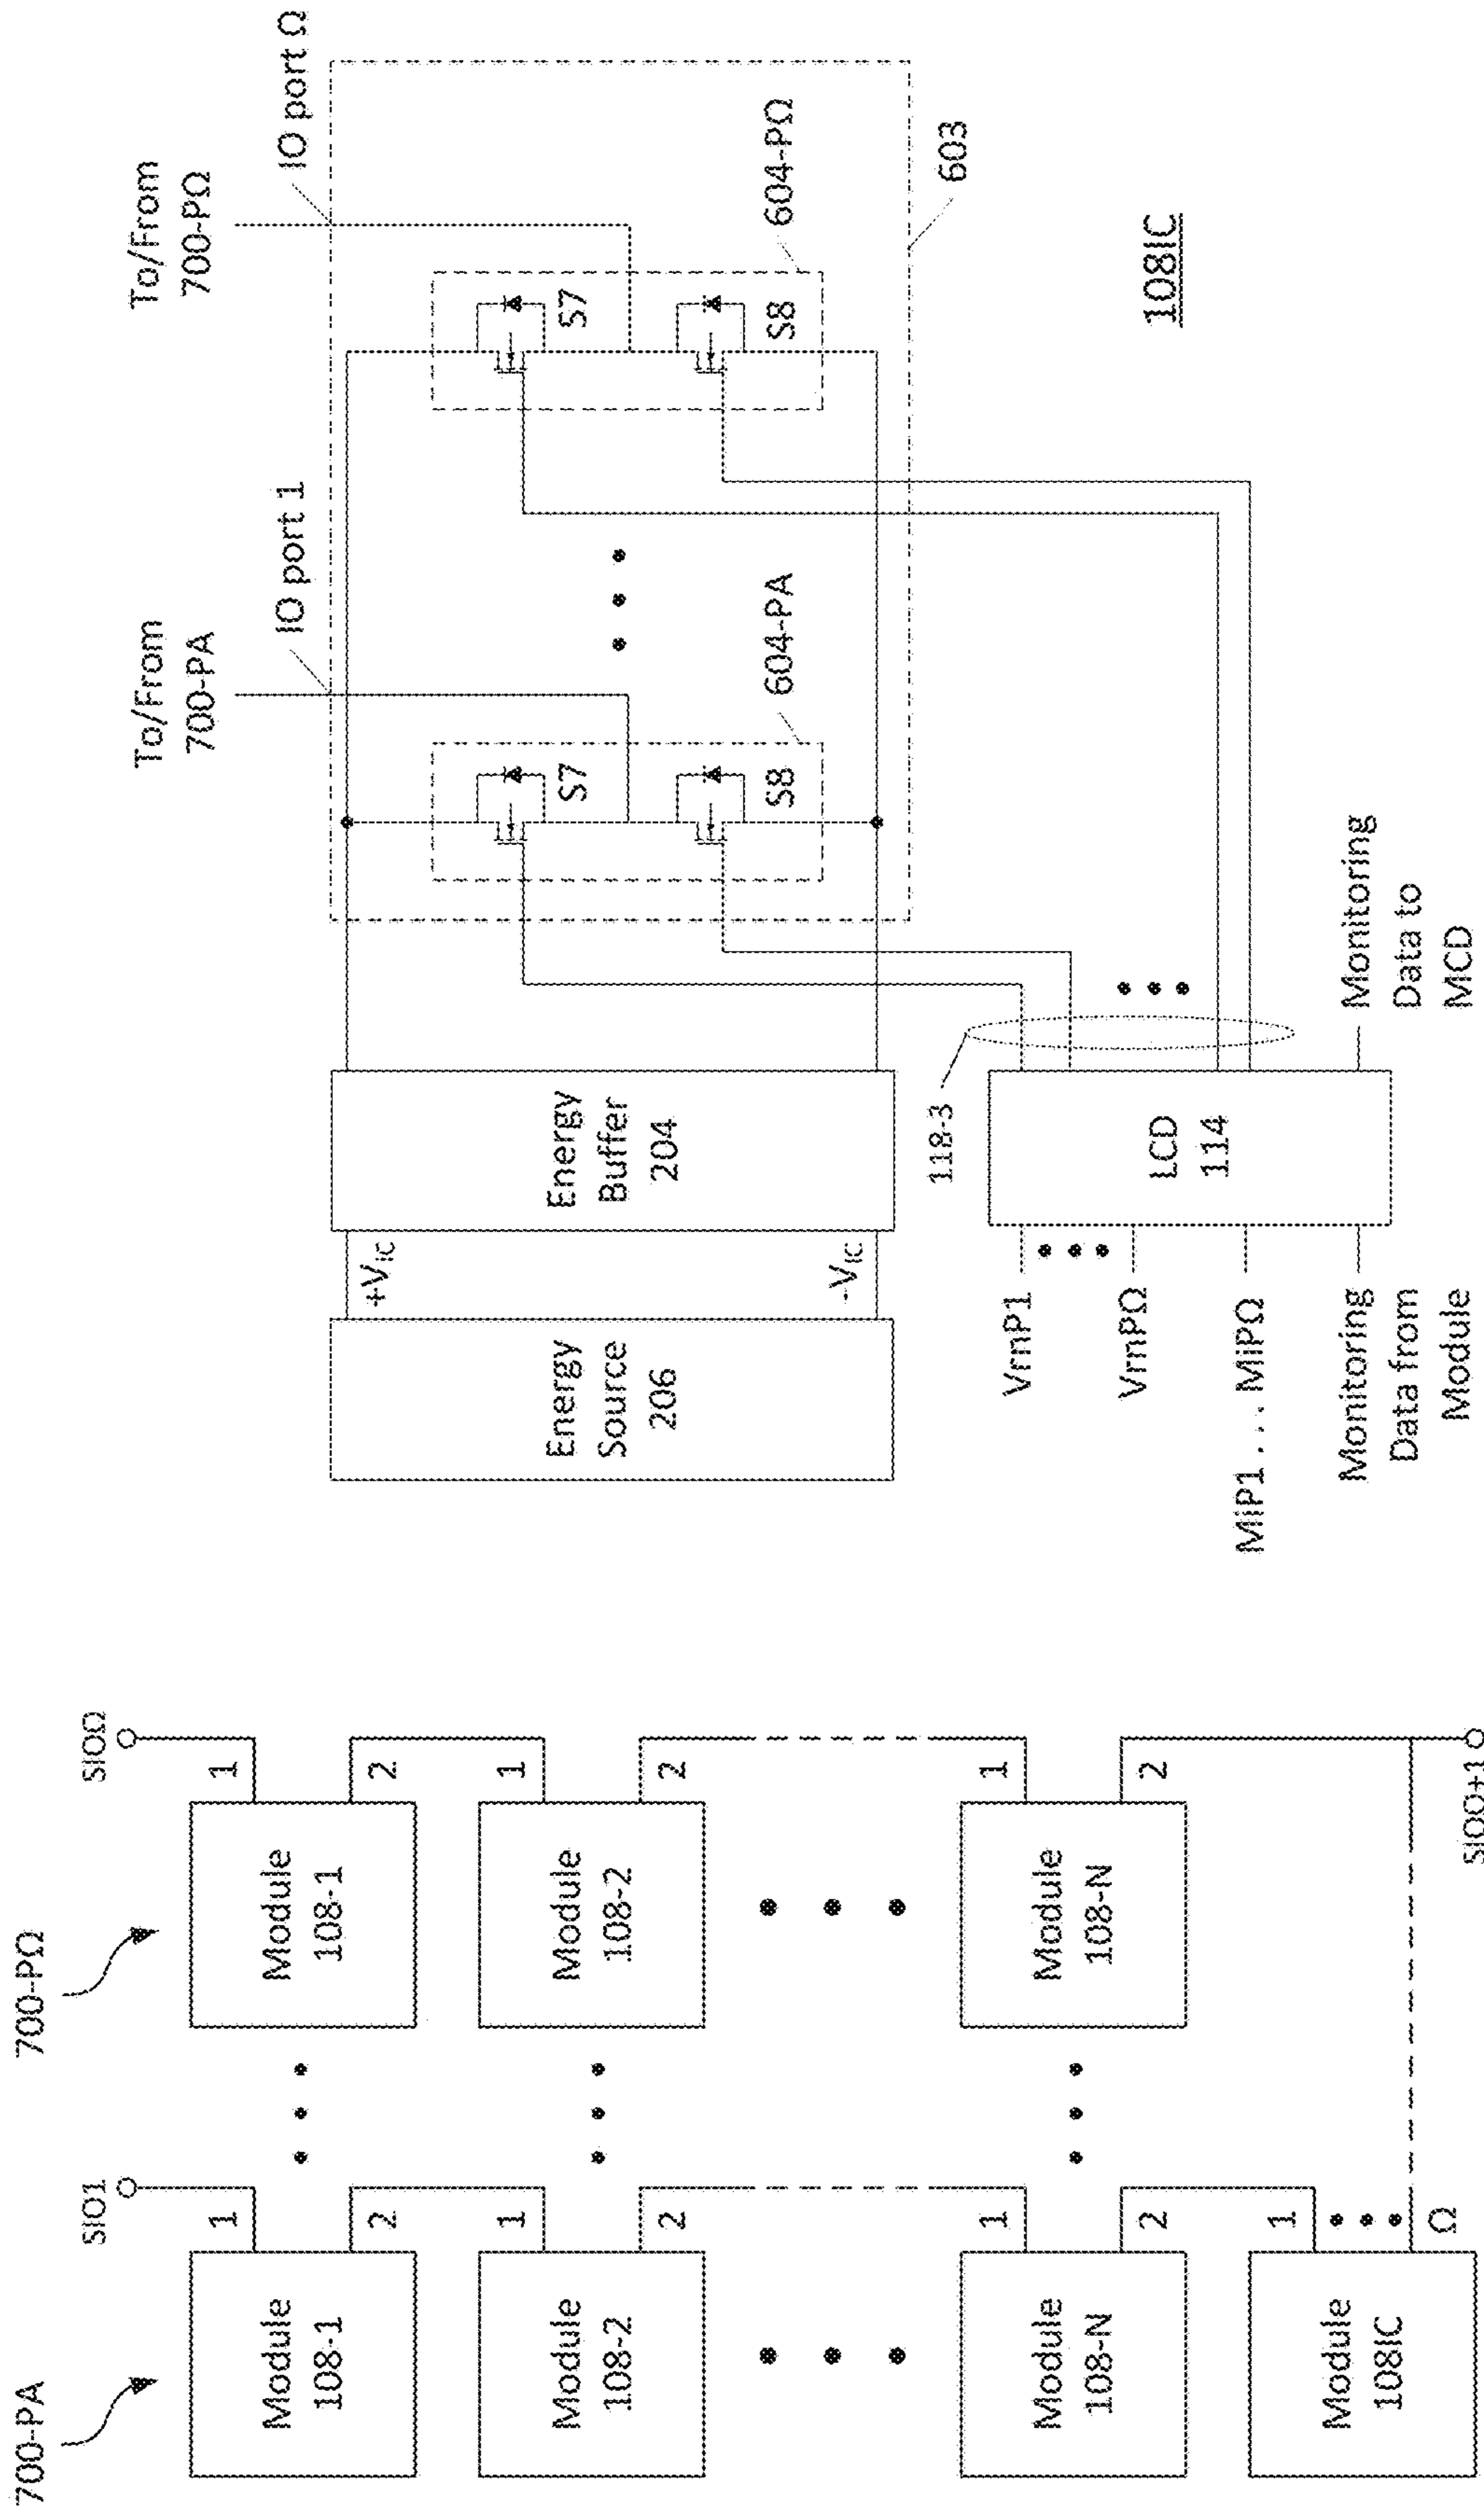 700-PA
700-PΩ
SIO1
SIOΩ
Module
108-1
1
2
Module
108-1
1
2
Module
108-2
1
2
Module
108-2
1
2
Module
108-N
1
2
Module
108-N
1
2
Module
108IC
1
Ω
To/From
700-PA
IO port 1
To/From
700-PΩ
IO port Ω
Energy
Source
206
+VIC
-VIC
Energy
Buffer
204
S7
S8
604-PA
S7
S8
604-PΩ
603
118-3
VrnP1
VrnPΩ
MiP1 . . . MiPΩ
Monitoring
Data from
Module
LCD
114
Monitoring
Data to
MCD
108IC